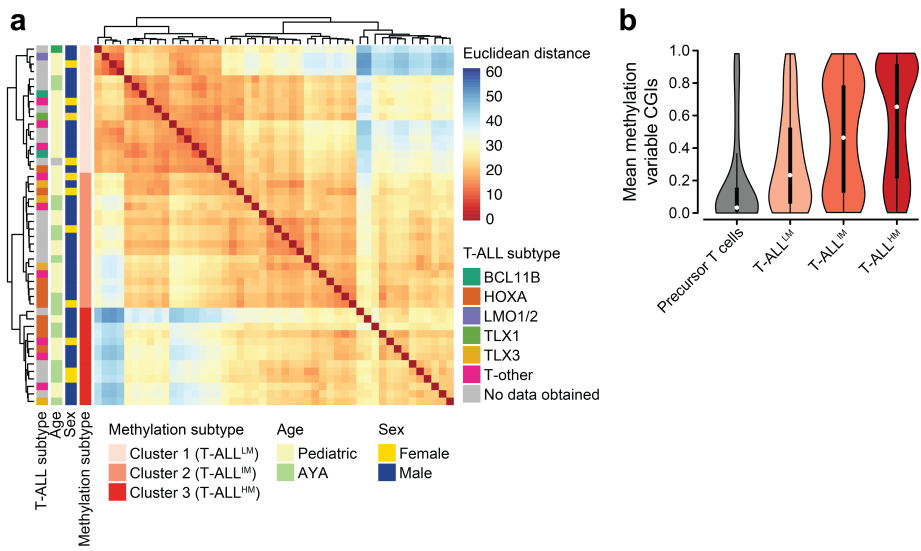 a
Euclidean distance
60
50
40
30
20
10
0
T-ALL subtype
BCL11B
HOXA
LMO1/2
TLX1
TLX3
T-other
No data obtained
T-ALL subtype
Age
Sex
Methylation subtype
Methylation subtype
Cluster 1 (T-ALLᴸᴹ)
Cluster 2 (T-ALLᴵᴹ)
Cluster 3 (T-ALLᴴᴹ)
Age
Pediatric
AYA
Sex
Female
Male
b
Mean methylation
variable CGIs
1.0
0.8
0.6
0.4
0.2
0.0
Precursor T cells
T-ALLᴸᴹ
T-ALLᴵᴹ
T-ALLᴴᴹ